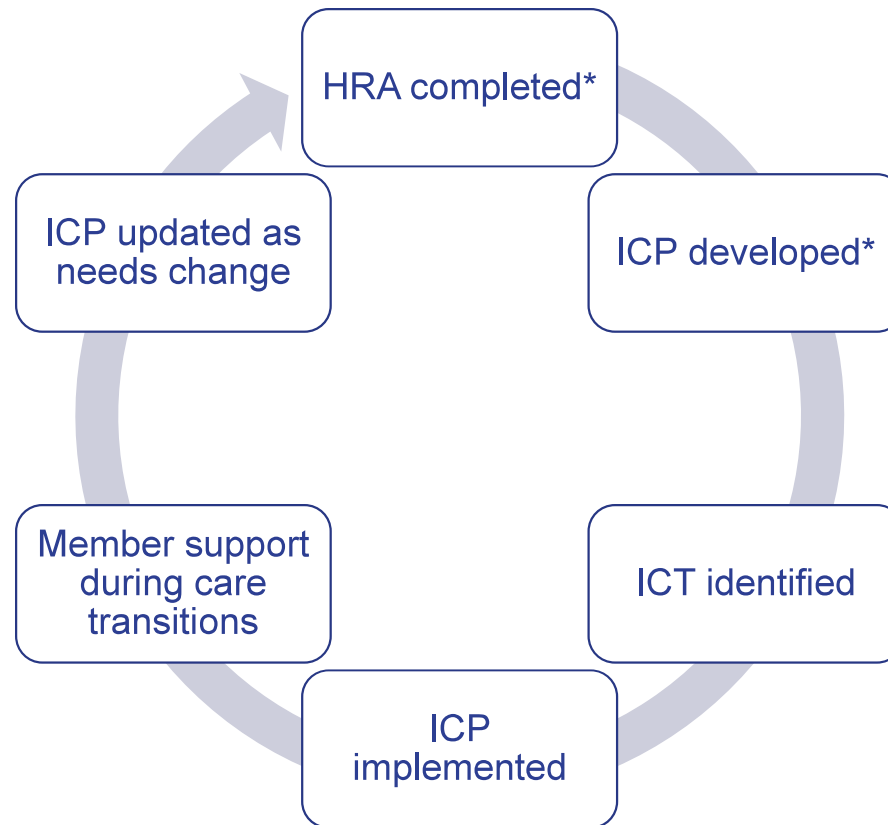 HRA completed*
ICP developed*
ICT identified
ICP
implemented
Member support
during care
transitions
ICP updated as
needs change